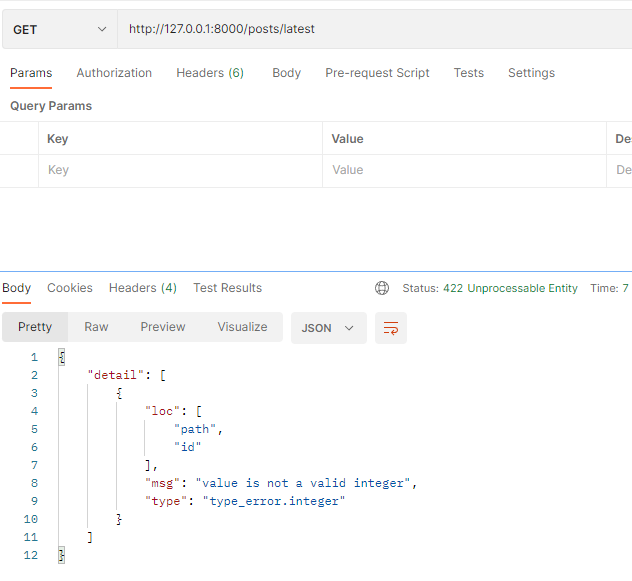 GET http://127.0.0.1:8000/posts/latest
Params Authorization Headers (6) Body Pre-request Script Tests Settings
Query Params
Key Value De
Key Value De
Body Cookies Headers (4) Test Results Status: 422 Unprocessable Entity Time: 7
Pretty Raw Preview Visualize JSON
1 {
2 "detail": [
3 {
4 "loc": [
5 "path",
6 "id"
7 ],
8 "msg": "value is not a valid integer",
9 "type": "type_error.integer"
10 }
11 ]
12 }